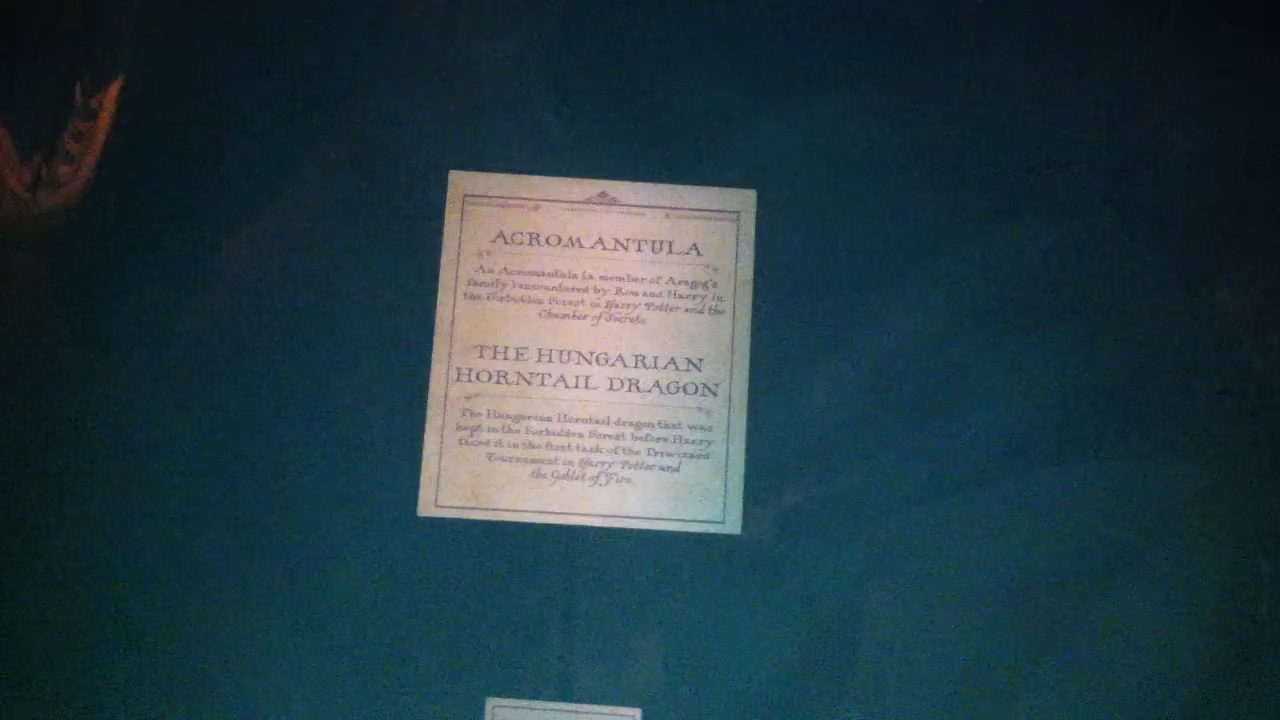 ACROMANTULA
An Acromantula (a member of Aragog's
family) encountered by Ron and Harry in
the Forbidden Forest in Harry Potter and the
Chamber of Secrets.
THE HUNGARIAN
HORNTAIL DRAGON
The Hungarian Horntail dragon that was
kept in the Forbidden Forest before Harry
faced it in the first task of the Triwizard
Tournament in Harry Potter and
the Goblet of Fire.